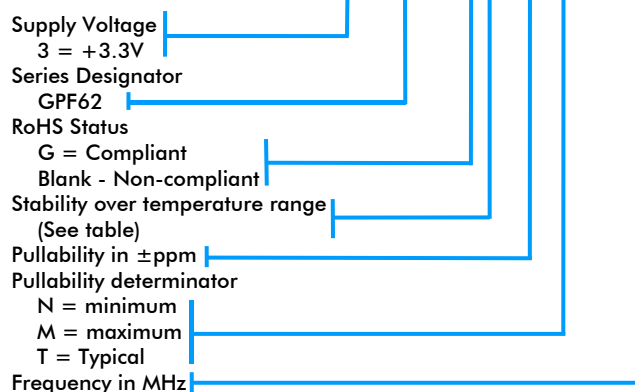 Supply Voltage
3 = +3.3V
Series Designator
GPF62
RoHS Status
G = Compliant
Blank - Non-compliant
Stability over temperature range
(See table)
Pullability in ±ppm
Pullability determinator
N = minimum
M = maximum
T = Typical
Frequency in MHz